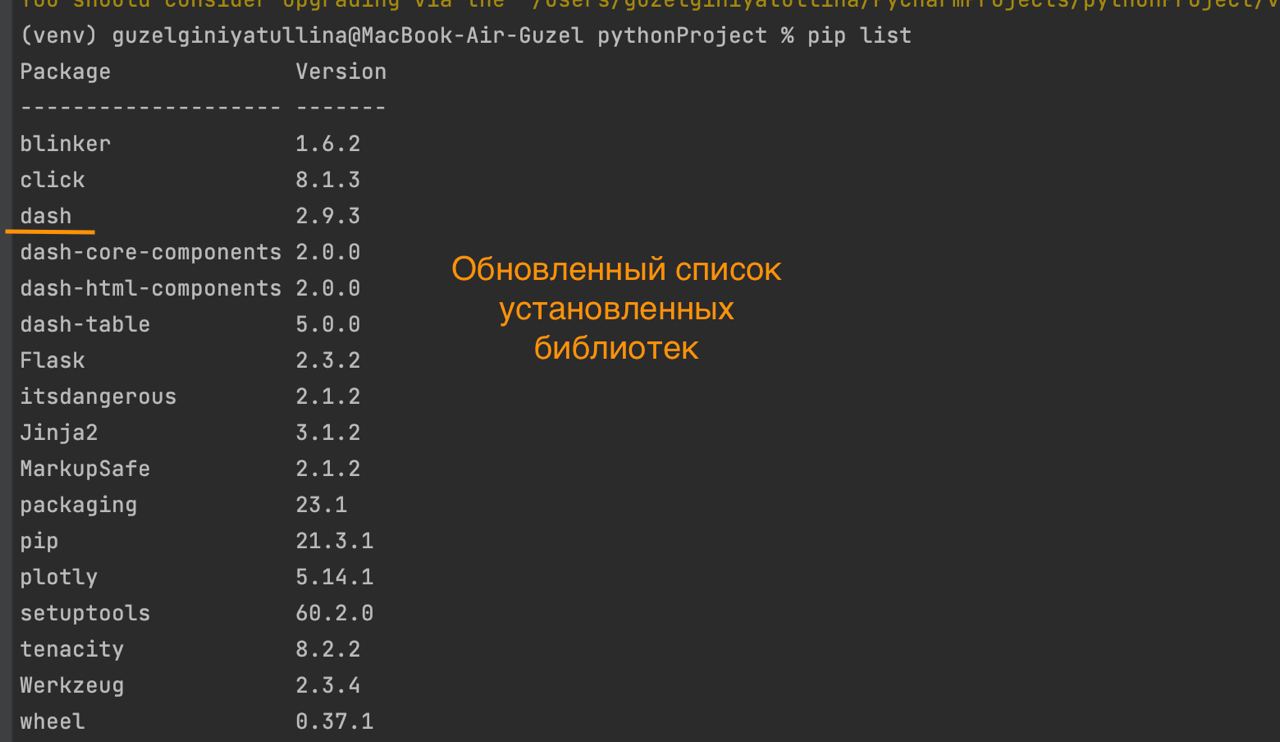 You should consider upgrading via the '/Users/guzelginiyatullina/PycharmProjects/pythonProject/v
(venv) guzelginiyatullina@MacBook-Air-Guzel pythonProject % pip list
Package Version
-------------------- -------
blinker 1.6.2
click 8.1.3
dash 2.9.3
dash-core-components 2.0.0
dash-html-components 2.0.0
dash-table 5.0.0
Flask 2.3.2
itsdangerous 2.1.2
Jinja2 3.1.2
MarkupSafe 2.1.2
packaging 23.1
pip 21.3.1
plotly 5.14.1
setuptools 60.2.0
tenacity 8.2.2
Werkzeug 2.3.4
wheel 0.37.1
Обновленный список
установленных
библиотек